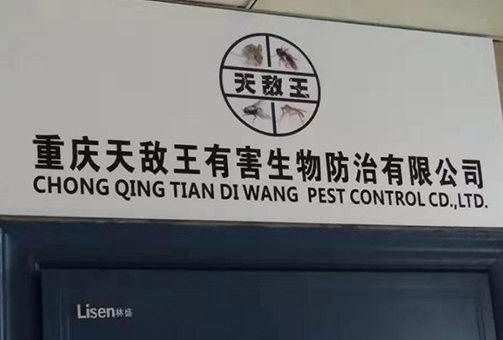 天敌王
重庆天敌王有害生物防治有限公司
CHONG QING TIAN DI WANG PEST CONTROL CD.,LTD.
Lisen林盛